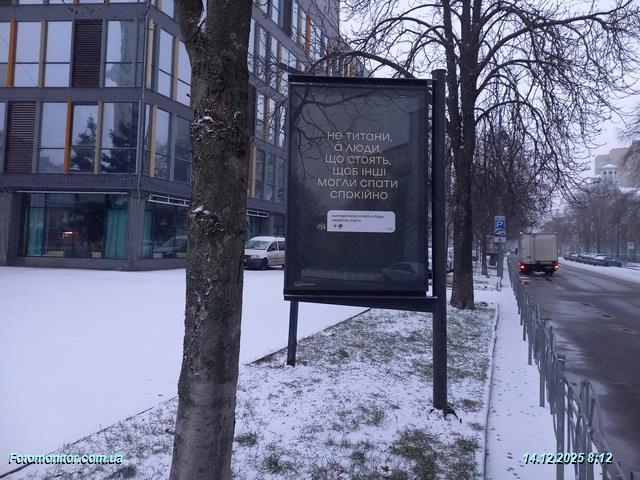 не титани,
а люди,
що стоять,
щоб інші
могли спати
спокійно
P
Fotomonitor.com.ua
14.12.2025 8:12